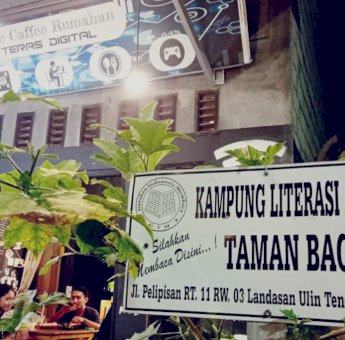 Caffee Rumahan
TERAS DIGITAL
KAMPUNG LITERASI
Silahkan
Membaca Disini...!
TAMAN BAC
Jl. Pelipisan RT. 11 RW. 03 Landasan Ulin Ten